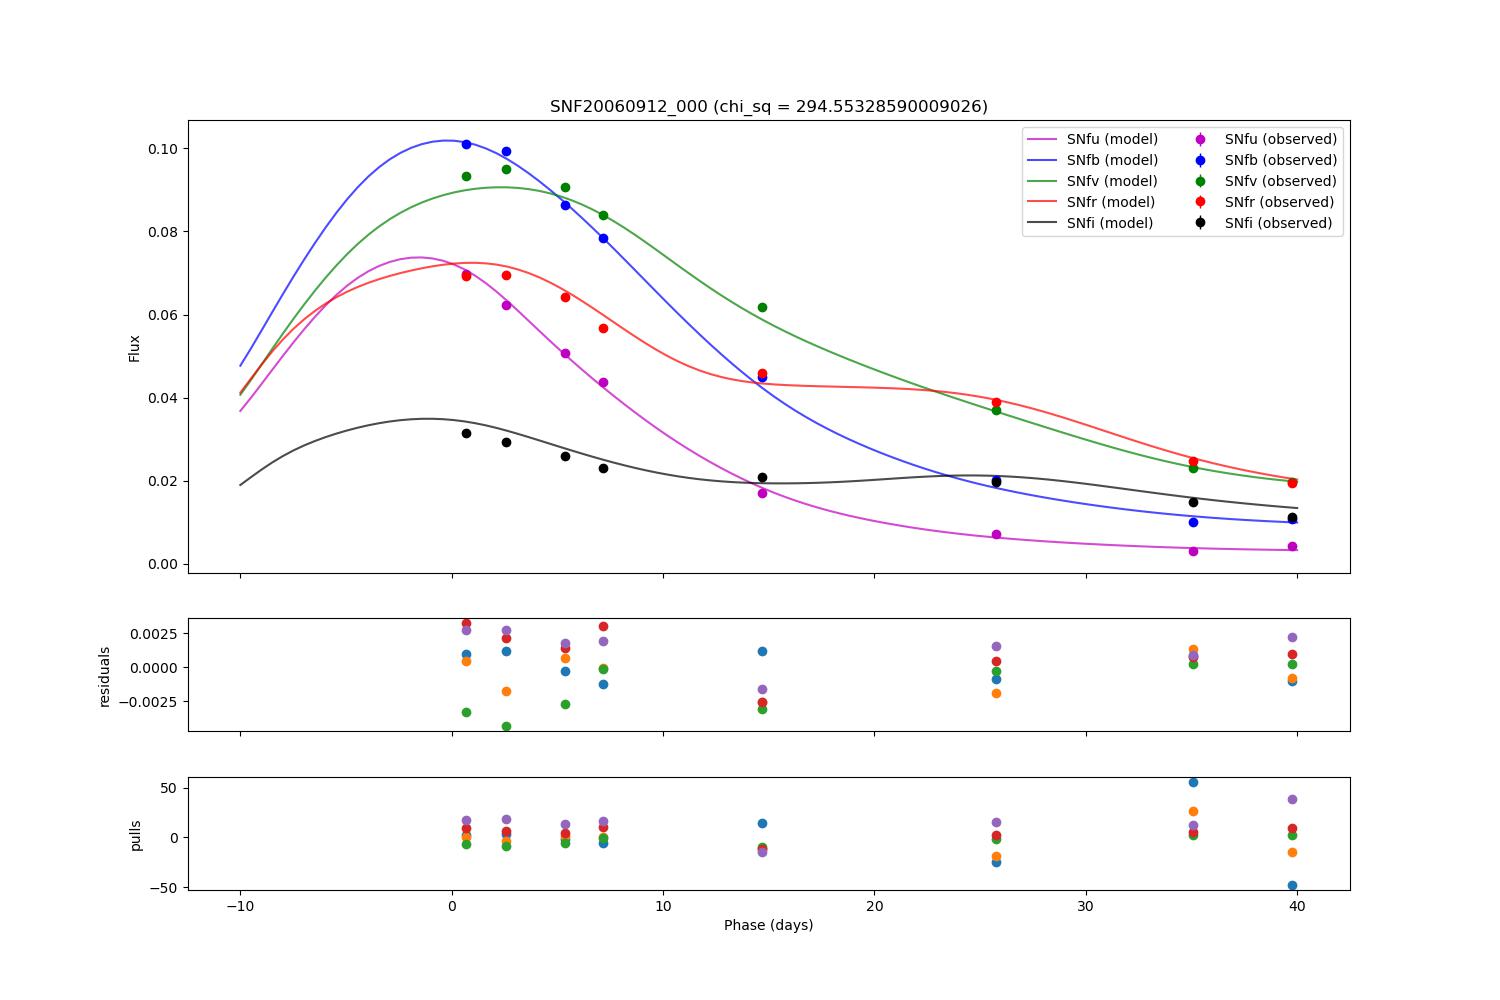 SNF20060912_000 (chi_sq = 294.55328590009026)
SNfu (model)
SNfb (model)
SNfv (model)
SNfr (model)
SNfi (model)
SNfu (observed)
SNfb (observed)
SNfv (observed)
SNfr (observed)
SNfi (observed)
Flux
0.10
0.08
0.06
0.04
0.02
0.00
residuals
0.0025
0.0000
−0.0025
pulls
50
0
−50
−10
0
10
20
30
40
Phase (days)